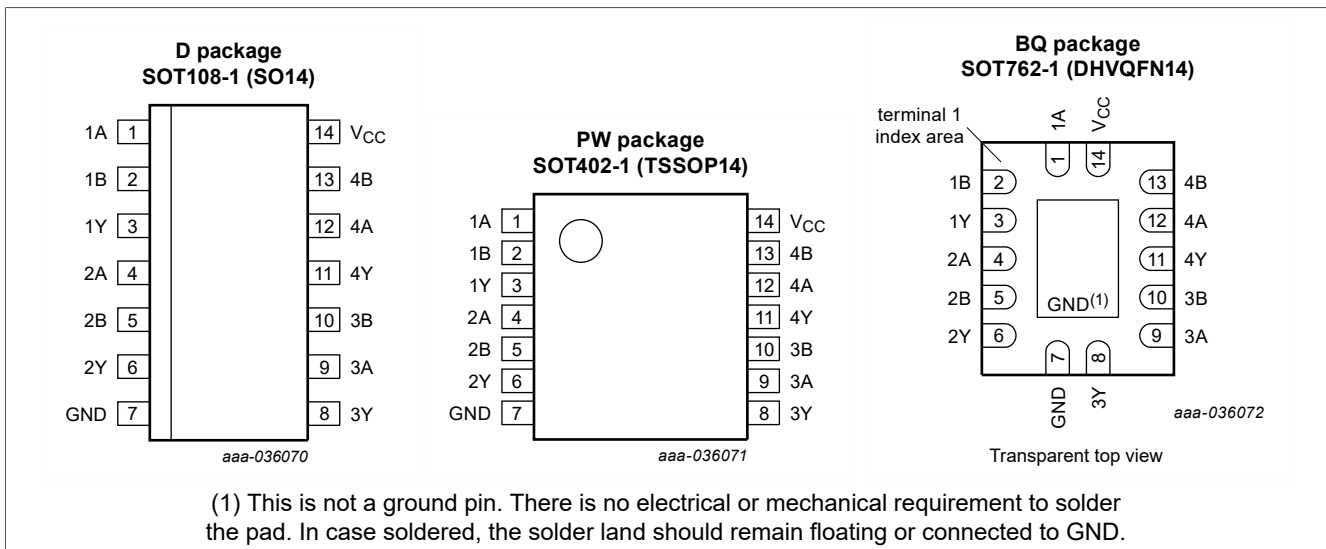 D package
SOT108-1 (SO14)
1A 1 14 VCC
1B 2 13 4B
1Y 3 12 4A
2A 4 11 4Y
2B 5 10 3B
2Y 6 9 3A
GND 7 8 3Y
aaa-036070
PW package
SOT402-1 (TSSOP14)
1A 1 14 VCC
1B 2 13 4B
1Y 3 12 4A
2A 4 11 4Y
2B 5 10 3B
2Y 6 9 3A
GND 7 8 3Y
aaa-036071
BQ package
SOT762-1 (DHVQFN14)
terminal 1
index area
1A VCC
1 14
1B 2 13 4B
1Y 3 12 4A
2A 4 11 4Y
2B 5 10 3B
GND(1)
2Y 6 9 3A
7 8
GND 3Y
aaa-036072
Transparent top view
(1) This is not a ground pin. There is no electrical or mechanical requirement to solder
the pad. In case soldered, the solder land should remain floating or connected to GND.